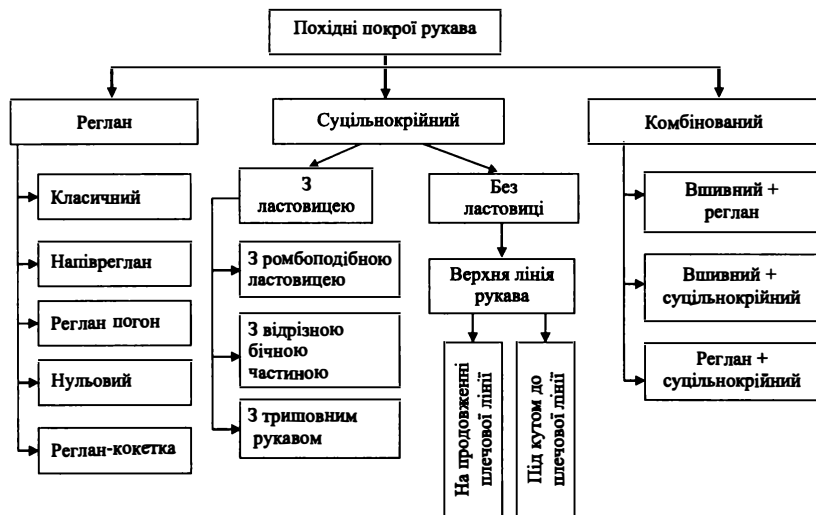 Похідні покрої рукава
Реглан
Суцільнокрійний
Комбінований
Класичний
Напівреглан
Реглан погон
Нульовий
Реглан-кокетка
З
ластовицею
З ромбоподібною
ластовицею
З відрізною
бічною
частиною
З тришовним
рукавом
Без
ластовиці
Верхня лінія
рукава
На продовженні
плечової лінії
Під кутом до
плечової лінії
Вшивний +
реглан
Вшивний +
суцільнокрійний
Реглан +
суцільнокрійний